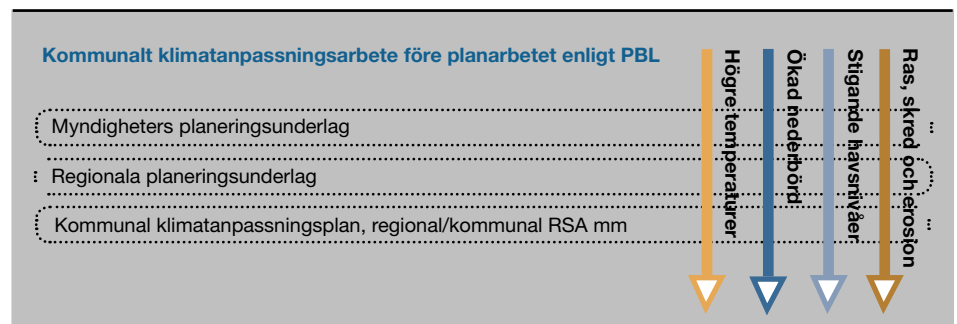 Kommunalt klimatanpassningsarbete före planarbetet enligt PBL
Myndigheters planeringsunderlag
Regionala planeringsunderlag
Kommunal klimatanpassningsplan, regional/kommunal RSA mm
Högre temperaturer
Ökad nederbörd
Stigande havsnivåer
Ras, skred och erosion